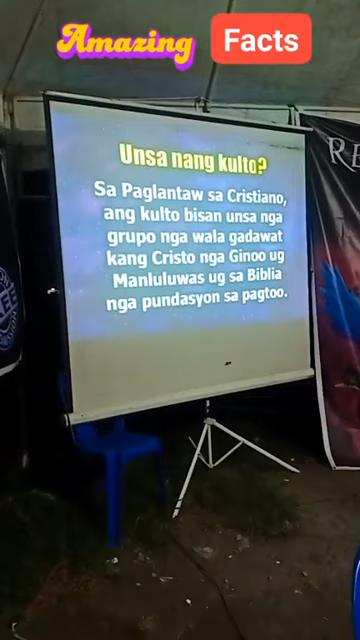 Amazing Facts
Unsa nang kulto?
Sa Paglantaw sa Cristiano,
ang kulto bisan unsa nga
grupo nga wala gadawat
kang Cristo nga Ginoo ug
Manluluwas ug sa Biblia
nga pundasyon sa pagtoo.